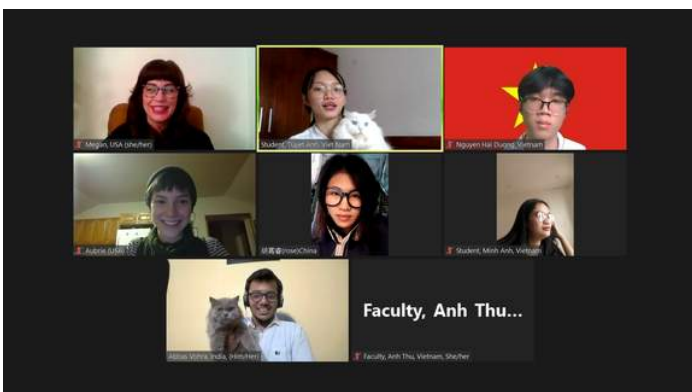 Megan, USA (she/her)
Student, Tuyet Anh, Viet Nam
Nguyen Hai Duong, Vietnam
Aubrie (USA)
(rose)China
Student, Minh Anh, Vietnam
Abbas Vohra, India, (Him/Her)
Faculty, Anh Thu...
Faculty, Anh Thu, Vietnam, She/her